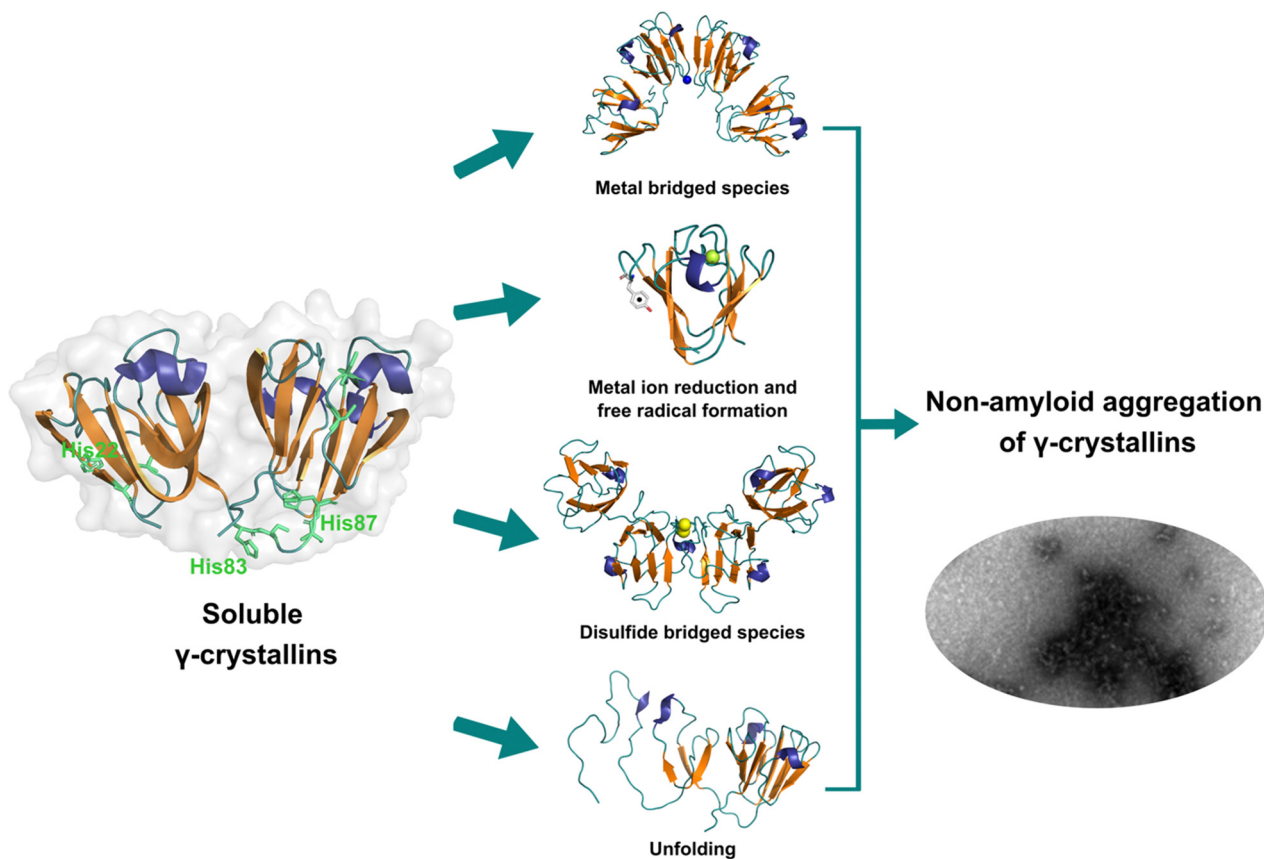 Metal bridged species
Metal ion reduction and
free radical formation
His22
His87
His83
Soluble
γ-crystallins
Disulfide bridged species
Unfolding
Non-amyloid aggregation
of γ-crystallins